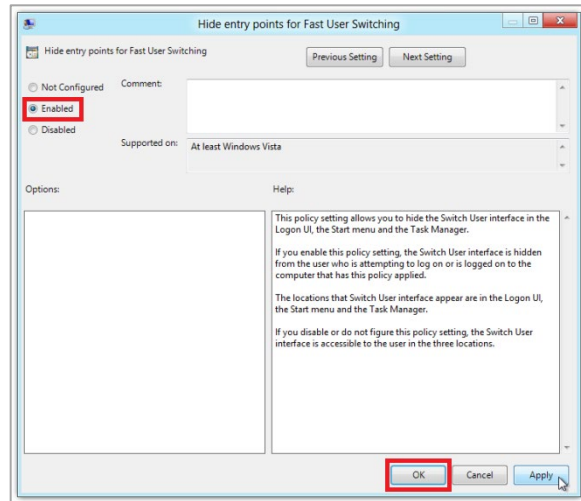 Hide entry points for Fast User Switching
Hide entry points for Fast User Switching
Previous Setting
Next Setting
Not Configured
Comment:
Enabled
Disabled
Supported on:
At least Windows Vista
Options:
Help:
This policy setting allows you to hide the Switch User interface in the
Logon UI, the Start menu and the Task Manager.
If you enable this policy setting, the Switch User interface is hidden
from the user who is attempting to log on or is logged on to the
computer that has this policy applied.
The locations that Switch User interface appear are in the Logon UI,
the Start menu and the Task Manager.
If you disable or do not figure this policy setting, the Switch User
interface is accessible to the user in the three locations.
OK
Cancel
Apply